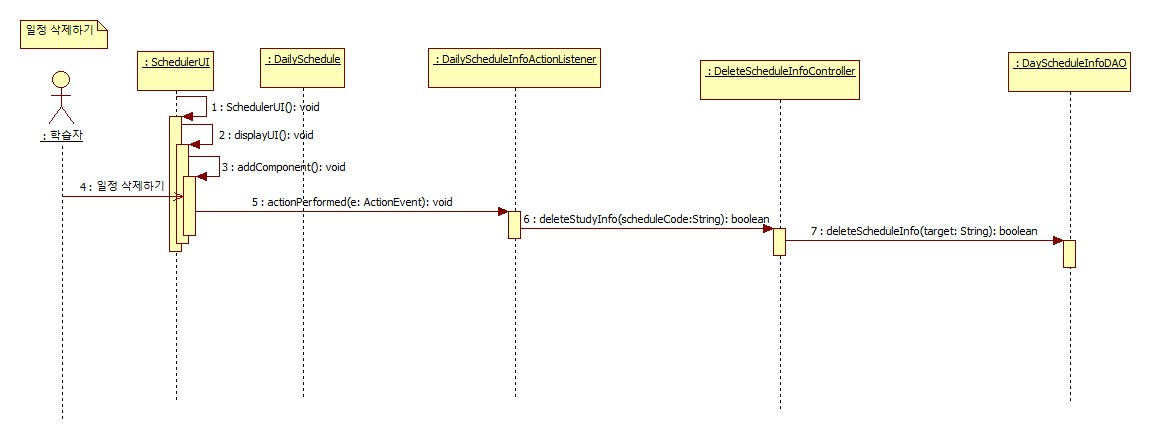 일정 삭제하기
: SchedulerUI
: DailySchedule
: DailyScheduleInfoActionListener
: DeleteScheduleInfoController
: DayScheduleInfoDAO
: 학습자
1 : SchedulerUI(): void
2 : displayUI(): void
3 : addComponent(): void
4 : 일정 삭제하기
5 : actionPerformed(e: ActionEvent): void
6 : deleteStudyInfo(scheduleCode:String): boolean
7 : deleteScheduleInfo(target: String): boolean